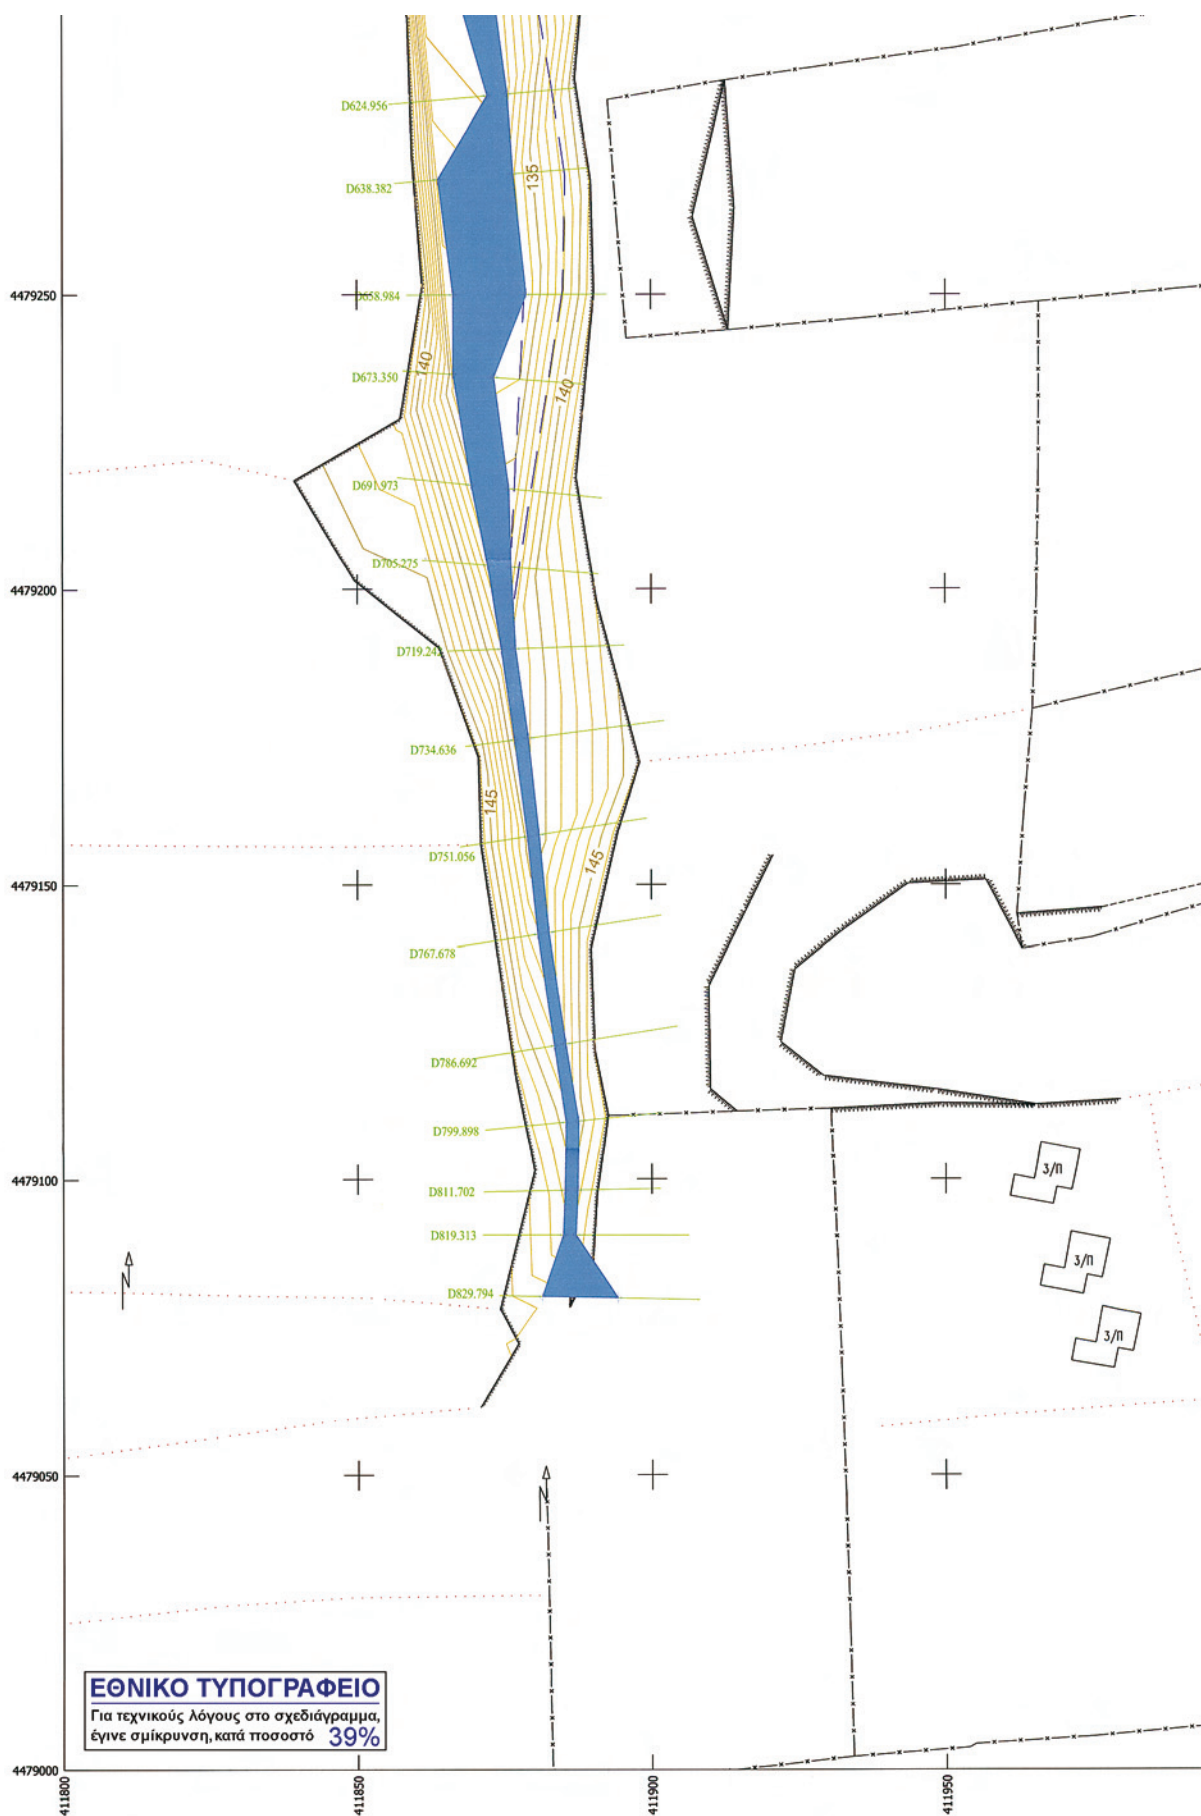 D624.956
135
D638.382
4479250
D658.984
140
D673.350
140
D691.973
D705.275
4479200
D719.242
D734.636
145
D751.056
145
4479150
D767.678
D786.692
D799.898
3/Π
4479100
D811.702
D819.313
3/Π
N
D829.794
3/Π
4479050
N
ΕΘΝΙΚΟ ΤΥΠΟΓΡΑΦΕΙΟ
Για τεχνικούς λόγους στο σχεδιάγραμμα,
έγινε σμίκρυνση, κατά ποσοστό 39%
4479000
411800
411850
411900
411950